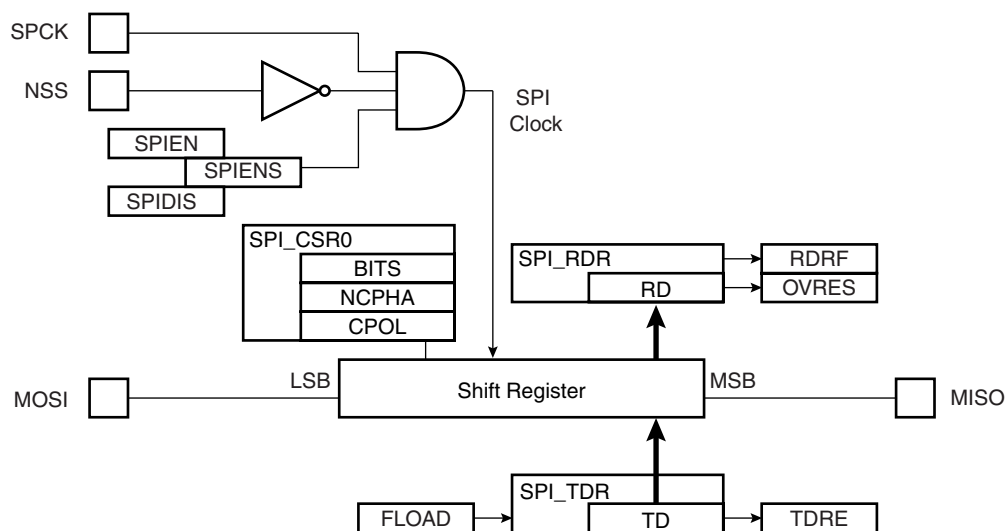 SPCK
NSS
SPI
Clock
SPIEN
SPIENS
SPIDIS
SPI_CSR0
BITS
NCPHA
CPOL
SPI_RDR
RD
RDRF
OVRES
MOSI
LSB
Shift Register
MSB
MISO
SPI_TDR
FLOAD
TD
TDRE